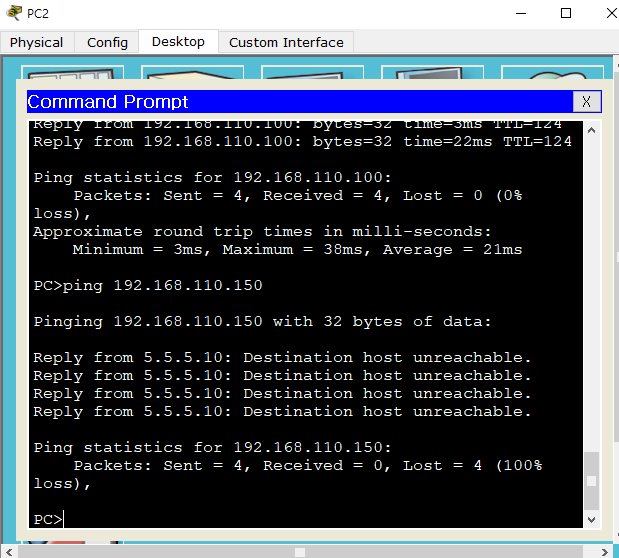 PC2
Physical Config Desktop Custom Interface
Command Prompt X
Reply from 192.168.110.100: bytes=32 time=3ms TTL=124
Reply from 192.168.110.100: bytes=32 time=22ms TTL=124
Ping statistics for 192.168.110.100:
Packets: Sent = 4, Received = 4, Lost = 0 (0%
loss),
Approximate round trip times in milli-seconds:
Minimum = 3ms, Maximum = 38ms, Average = 21ms
PC>ping 192.168.110.150
Pinging 192.168.110.150 with 32 bytes of data:
Reply from 5.5.5.10: Destination host unreachable.
Reply from 5.5.5.10: Destination host unreachable.
Reply from 5.5.5.10: Destination host unreachable.
Reply from 5.5.5.10: Destination host unreachable.
Ping statistics for 192.168.110.150:
Packets: Sent = 4, Received = 0, Lost = 4 (100%
loss),
PC>